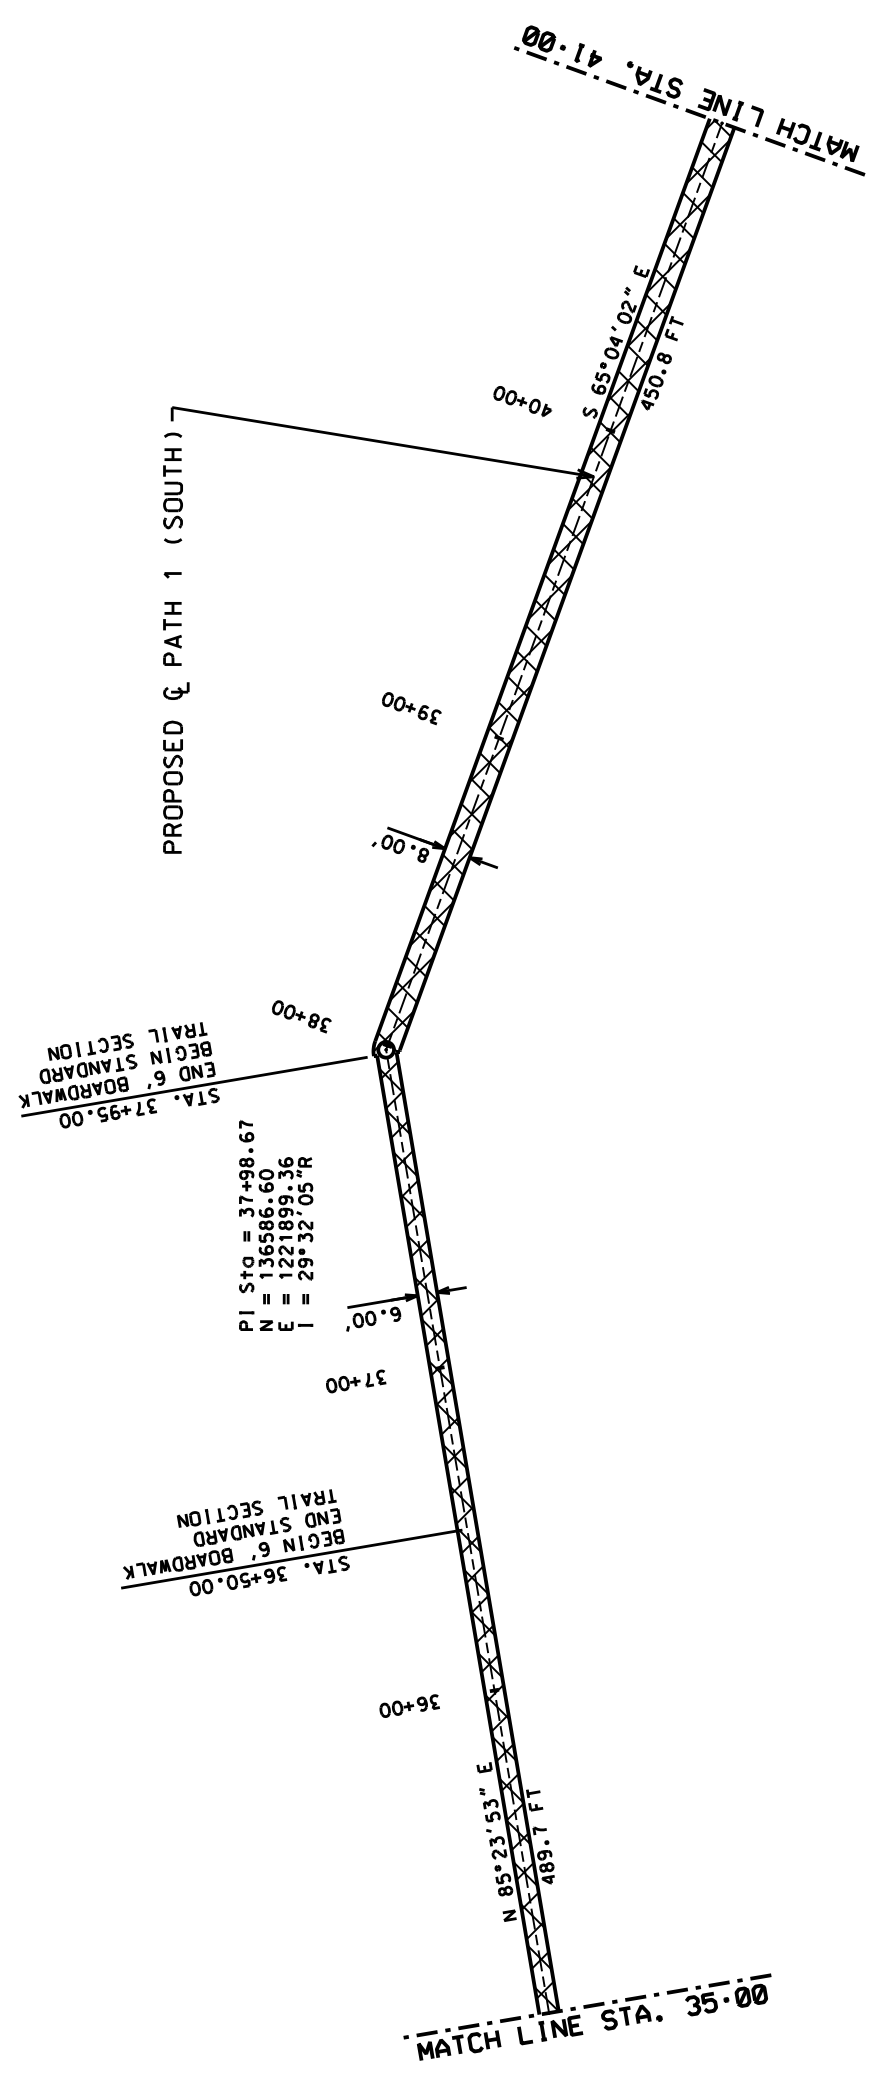 MATCH LINE STA. 41+00
S 65°04'02" E
450.8 FT
40+00
PROPOSED ℄ PATH 1 (SOUTH)
39+00
8.00'
38+00
STA. 37+95.00
END 6' BOARDWALK
BEGIN STANDARD
TRAIL SECTION
PI Sta = 37+98.67
N = 136586.60
E = 1221899.36
I = 29°32'05"R
6.00'
37+00
STA. 36+50.00
BEGIN 6' BOARDWALK
END STANDARD
TRAIL SECTION
36+00
N 85°23'53" E
489.7 FT
MATCH LINE STA. 35+00